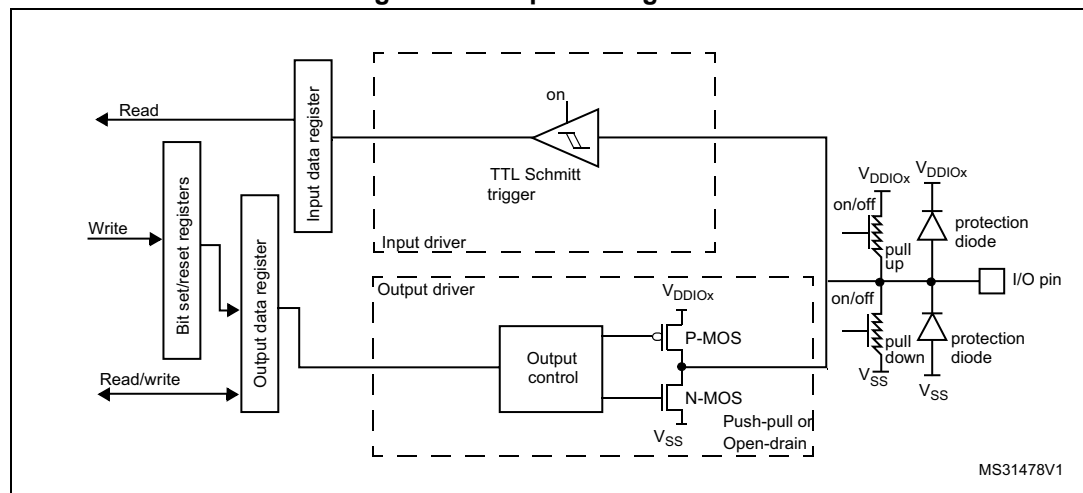 Read
Write
Read/write
Bit set/reset registers
Output data register
Input data register
on
TTL Schmitt
trigger
Input driver
Output driver
Output
control
VDDIOx
P-MOS
N-MOS
VSS
Push-pull or
Open-drain
VDDIOx
VDDIOx
on/off
pull
up
protection
diode
I/O pin
on/off
pull
down
protection
diode
VSS
VSS
MS31478V1